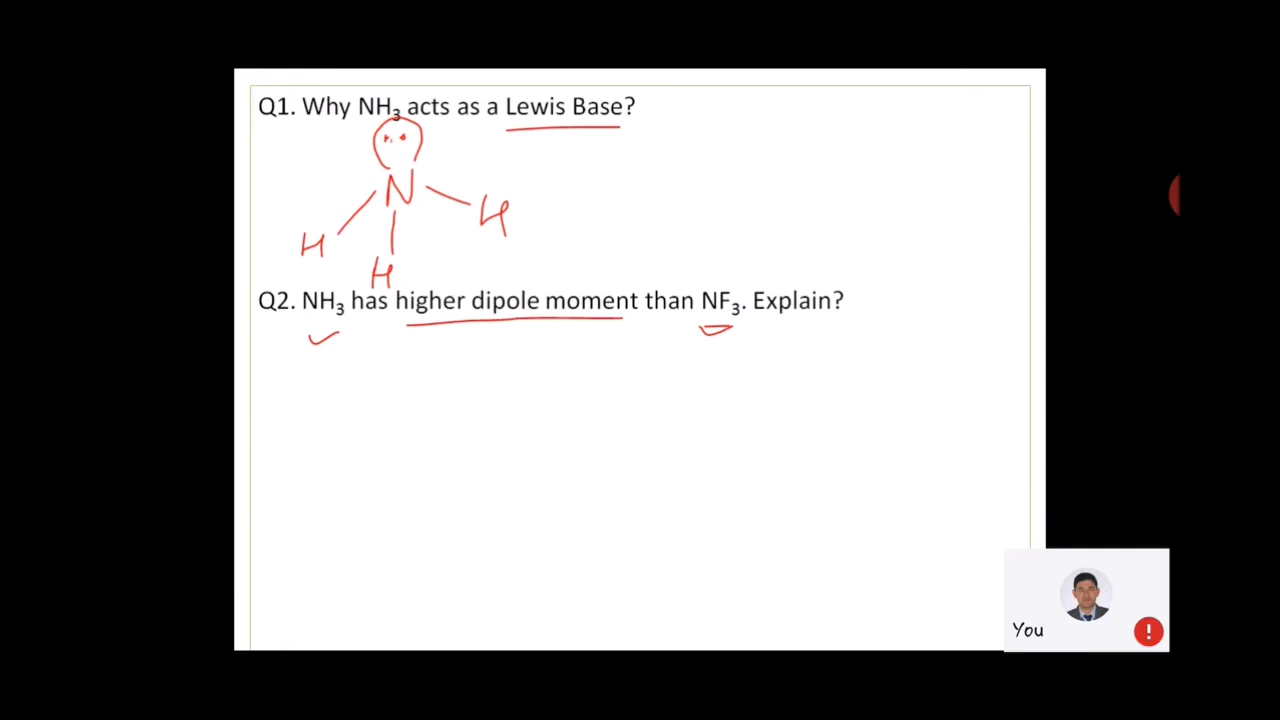 Q1. Why NH₃ acts as a Lewis Base?
N
H
H
H
Q2. NH₃ has higher dipole moment than NF₃. Explain?
You
!